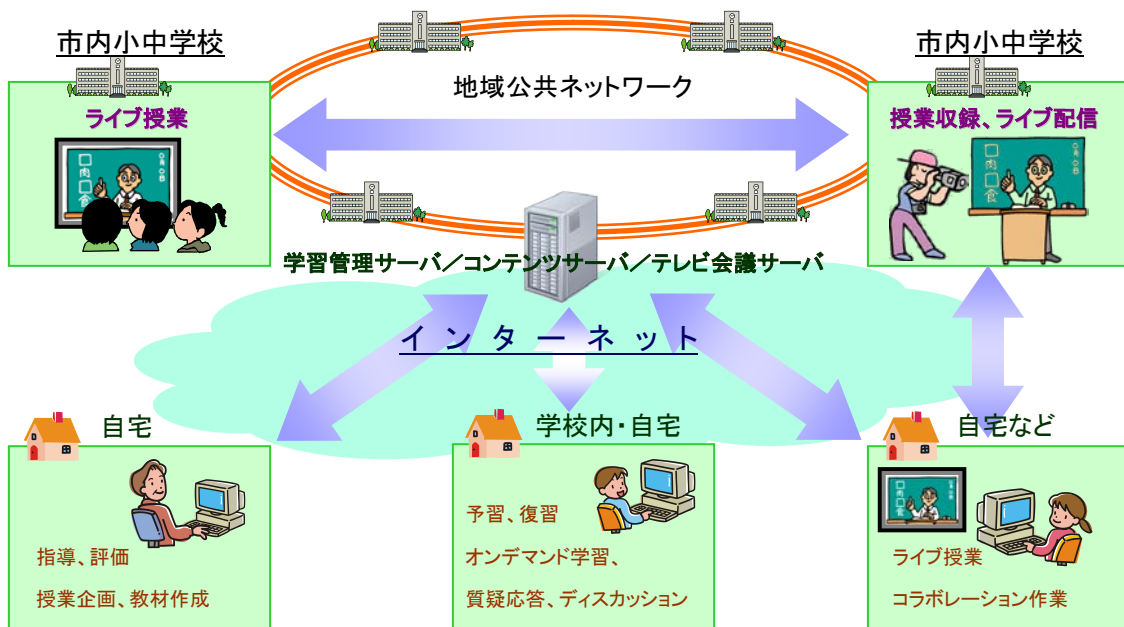 市内小中学校
市内小中学校
地域公共ネットワーク
ライブ授業
授業収録、ライブ配信
学習管理サーバ／コンテンツサーバ／テレビ会議サーバ
インターネット
自宅
学校内・自宅
自宅など
指導、評価
授業企画、教材作成
予習、復習
オンデマンド学習、
質疑応答、ディスカッション
ライブ授業
コラボレーション作業